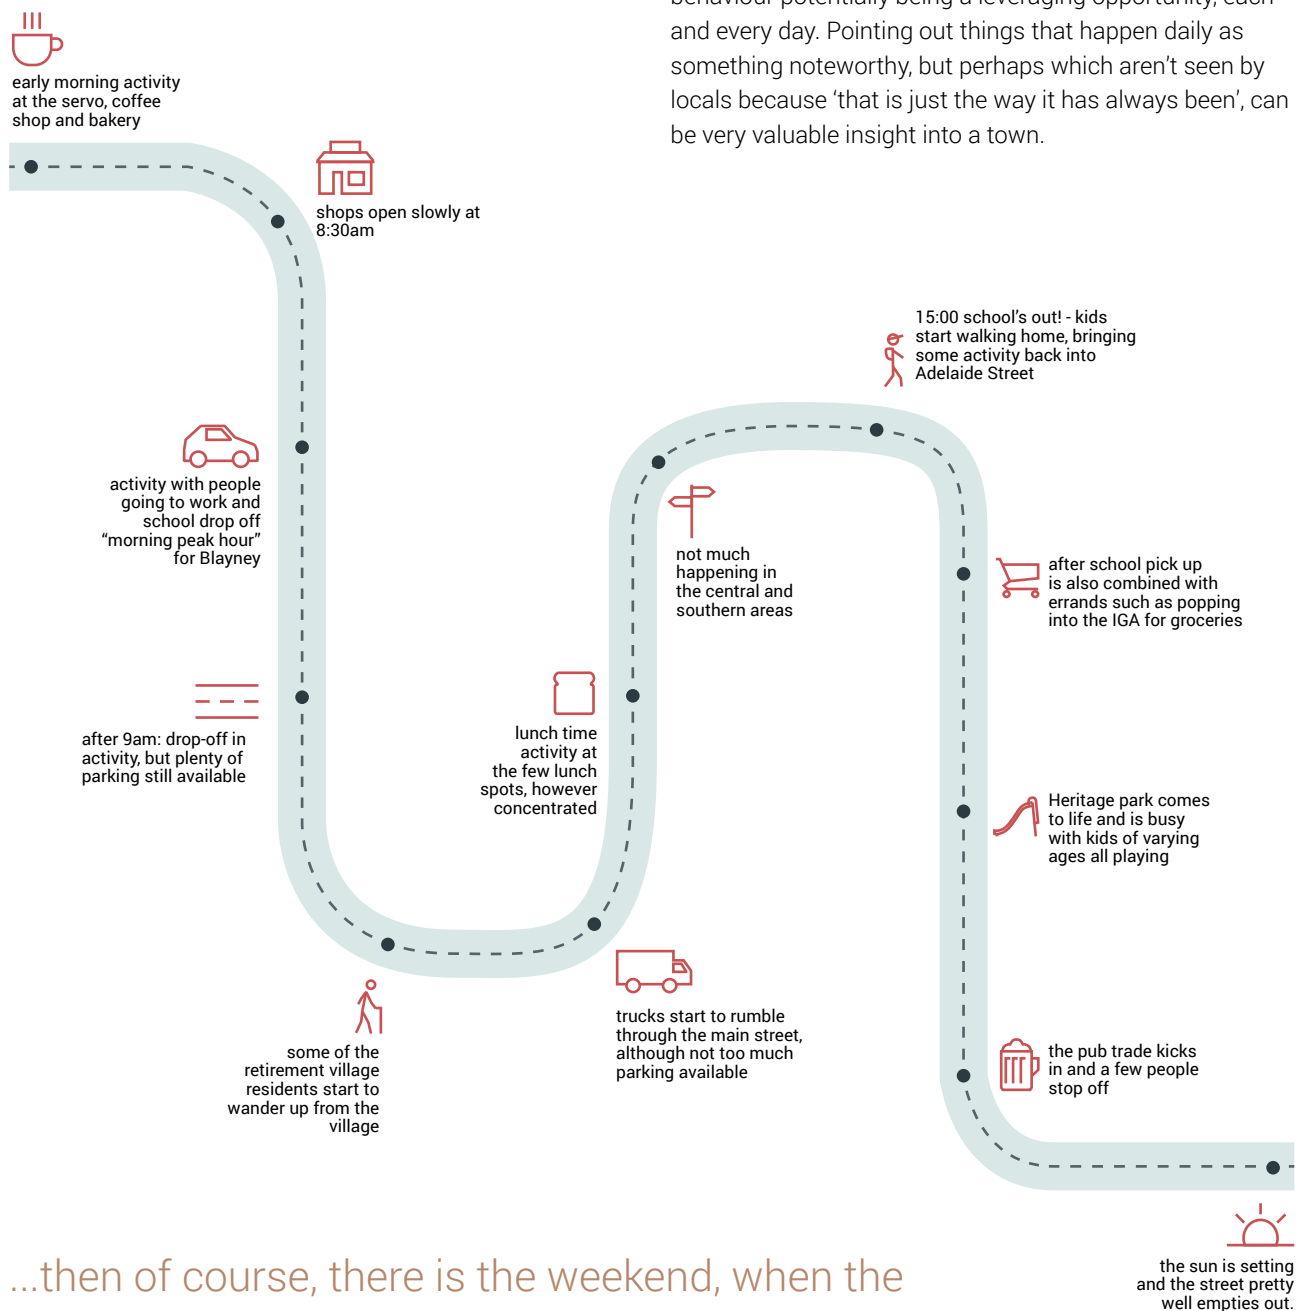 behaviour potentially being a leveraging opportunity, each
and every day. Pointing out things that happen daily as
something noteworthy, but perhaps which aren’t seen by
locals because ‘that is just the way it has always been’, can
be very valuable insight into a town.
early morning activity
at the servo, coffee
shop and bakery
shops open slowly at
8:30am
activity with people
going to work and
school drop off
“morning peak hour”
for Blayney
after 9am: drop-off in
activity, but plenty of
parking still available
some of the
retirement village
residents start to
wander up from the
village
trucks start to rumble
through the main street,
although not too much
parking available
lunch time
activity at
the few lunch
spots, however
concentrated
not much
happening in
the central and
southern areas
15:00 school’s out! - kids
start walking home, bringing
some activity back into
Adelaide Street
after school pick up
is also combined with
errands such as popping
into the IGA for groceries
Heritage park comes
to life and is busy
with kids of varying
ages all playing
the pub trade kicks
in and a few people
stop off
the sun is setting
and the street pretty
well empties out.
...then of course, there is the weekend, when the